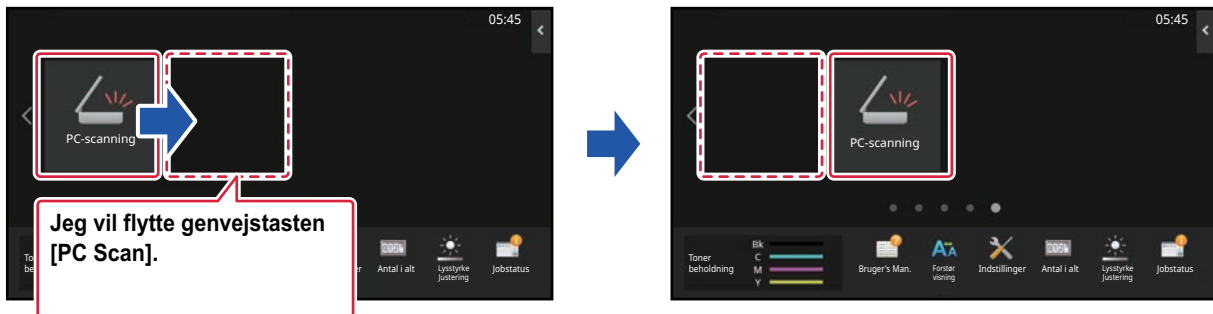 05:45
PC-scanning
Jeg vil flytte genvejstasten
[PC Scan].
Antal i alt
Lysstyrke
Justering
Jobstatus
05:45
PC-scanning
Toner
beholdning
Bk
C
M
Y
Bruger's Man.
Forstør
visning
Indstillinger
Antal i alt
Lysstyrke
Justering
Jobstatus